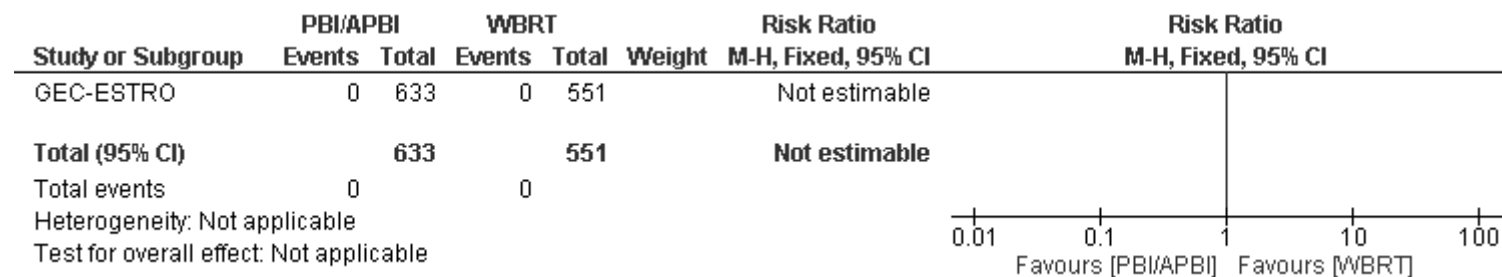 PBI/APBI WBRT Risk Ratio Risk Ratio
Study or Subgroup Events Total Events Total Weight M-H, Fixed, 95% CI M-H, Fixed, 95% CI
GEC-ESTRO 0 633 0 551 Not estimable
Total (95% CI) 633 551 Not estimable
Total events 0 0
Heterogeneity: Not applicable
Test for overall effect: Not applicable
0.01 0.1 1 10 100
Favours [PBI/APBI] Favours [WBRT]